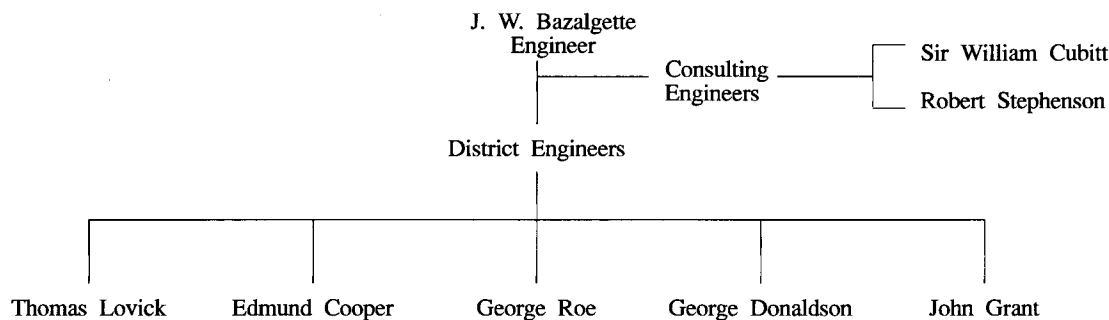 J. W. Bazalgette
Engineer
Consulting
Engineers
Sir William Cubitt
Robert Stephenson
District Engineers
Thomas Lovick
Edmund Cooper
George Roe
George Donaldson
John Grant